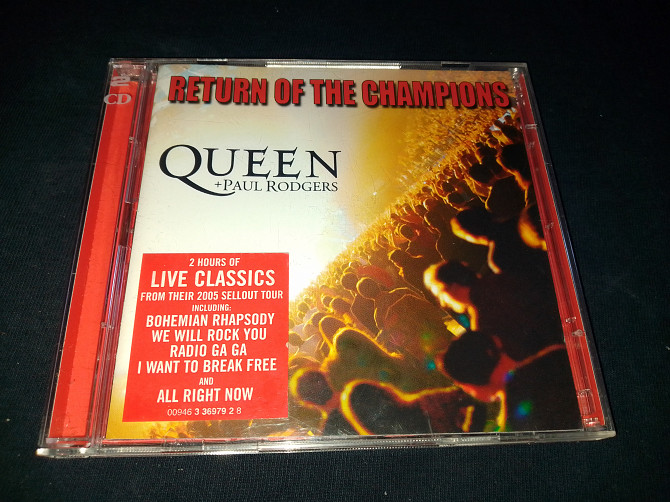 2
CD
RETURN OF THE CHAMPIONS
QUEEN
+PAUL RODGERS
2 HOURS OF
LIVE CLASSICS
FROM THEIR 2005 SELLOUT TOUR
INCLUDING:
BOHEMIAN RHAPSODY
WE WILL ROCK YOU
RADIO GA GA
I WANT TO BREAK FREE
AND
ALL RIGHT NOW
00946 3 36979 2 8